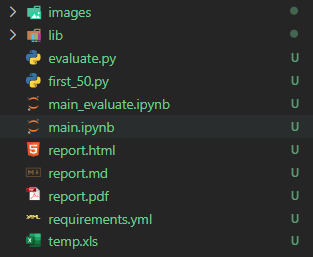 images
lib
evaluate.py U
first_50.py U
main_evaluate.ipynb U
main.ipynb U
report.html U
report.md U
report.pdf U
requirements.yml U
temp.xls U